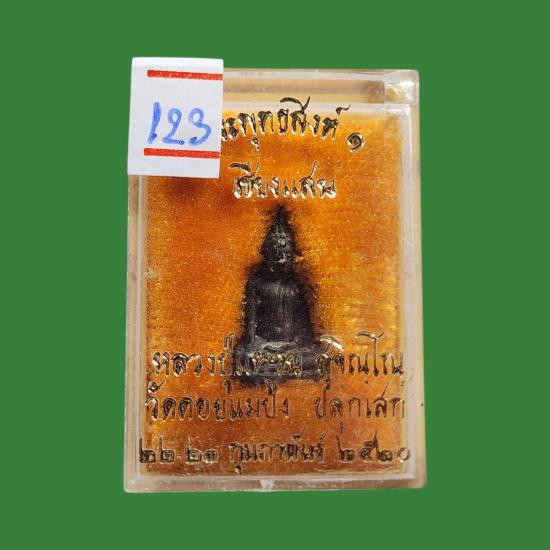 123
พระพุทธสิงห์ ๑
เชียงแสน
หลวงปู่แหวน สุจิณฺโณ
วัดดอยแม่ปั๋ง ปลุกเสก
๒๒ ๒๓ กุมภาพันธ์ ๒๕๒๐